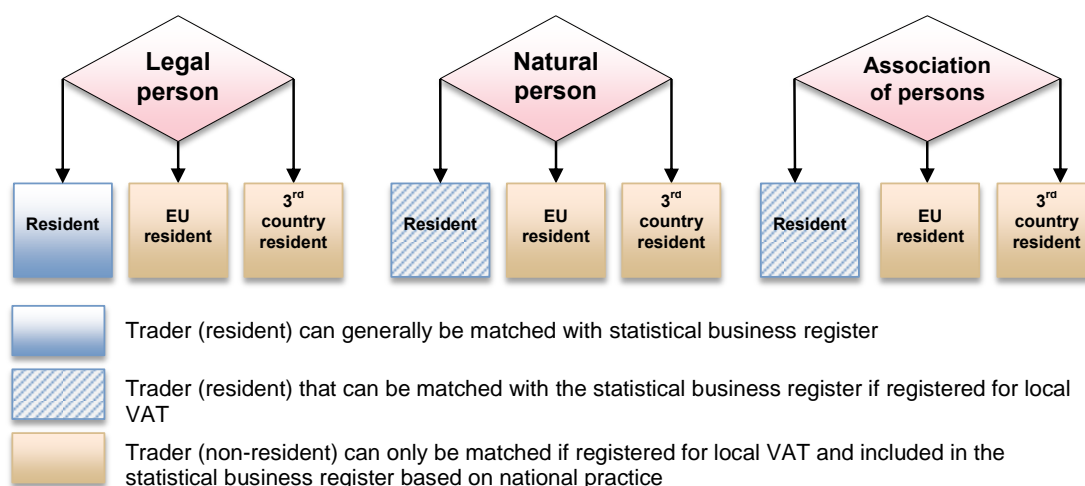 Legal
person
Natural
person
Association
of persons
Resident
EU
resident
3rd
country
resident
Resident
EU
resident
3rd
country
resident
Resident
EU
resident
3rd
country
resident
Trader (resident) can generally be matched with statistical business register
Trader (resident) that can be matched with the statistical business register if registered for local
VAT
Trader (non-resident) can only be matched if registered for local VAT and included in the
statistical business register based on national practice